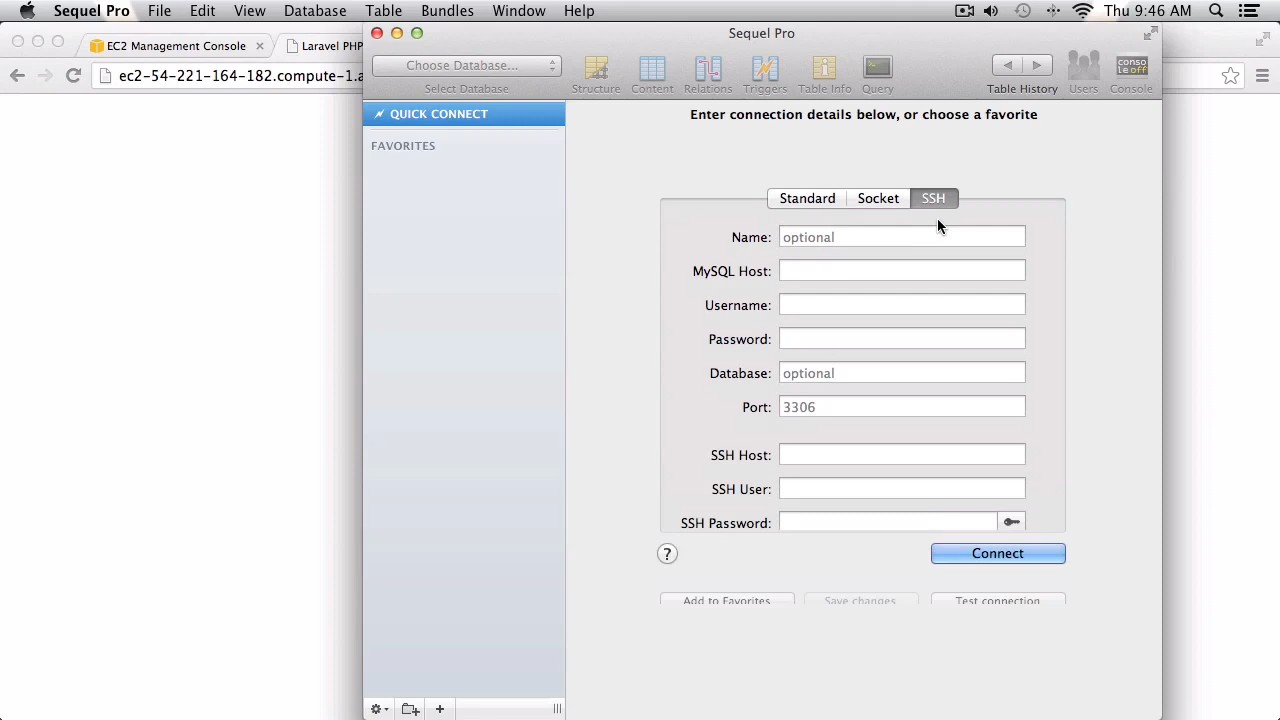 Sequel Pro File Edit View Database Table Bundles Window Help Thu 9:46 AM
EC2 Management Console × Laravel PHP
ec2-54-221-164-182.compute-1.a
Sequel Pro
Choose Database...
Select Database Structure Content Relations Triggers Table Info Query Table History Users Console
conso
le off
QUICK CONNECT
FAVORITES
Enter connection details below, or choose a favorite
Standard Socket SSH
Name: optional
MySQL Host:
Username:
Password:
Database: optional
Port: 3306
SSH Host:
SSH User:
SSH Password:
? Connect
Add to Favorites Save changes Test connection